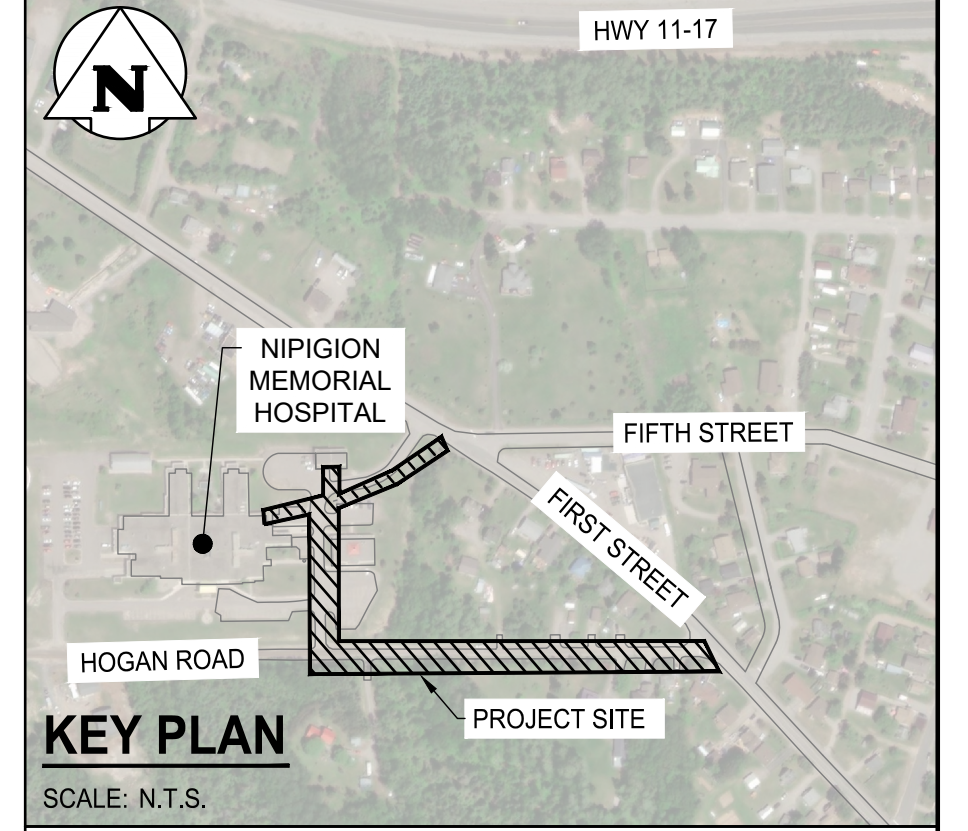 HWY 11-17
N
NIPIGION
MEMORIAL
HOSPITAL
FIFTH STREET
FIRST STREET
HOGAN ROAD
PROJECT SITE
KEY PLAN
SCALE: N.T.S.